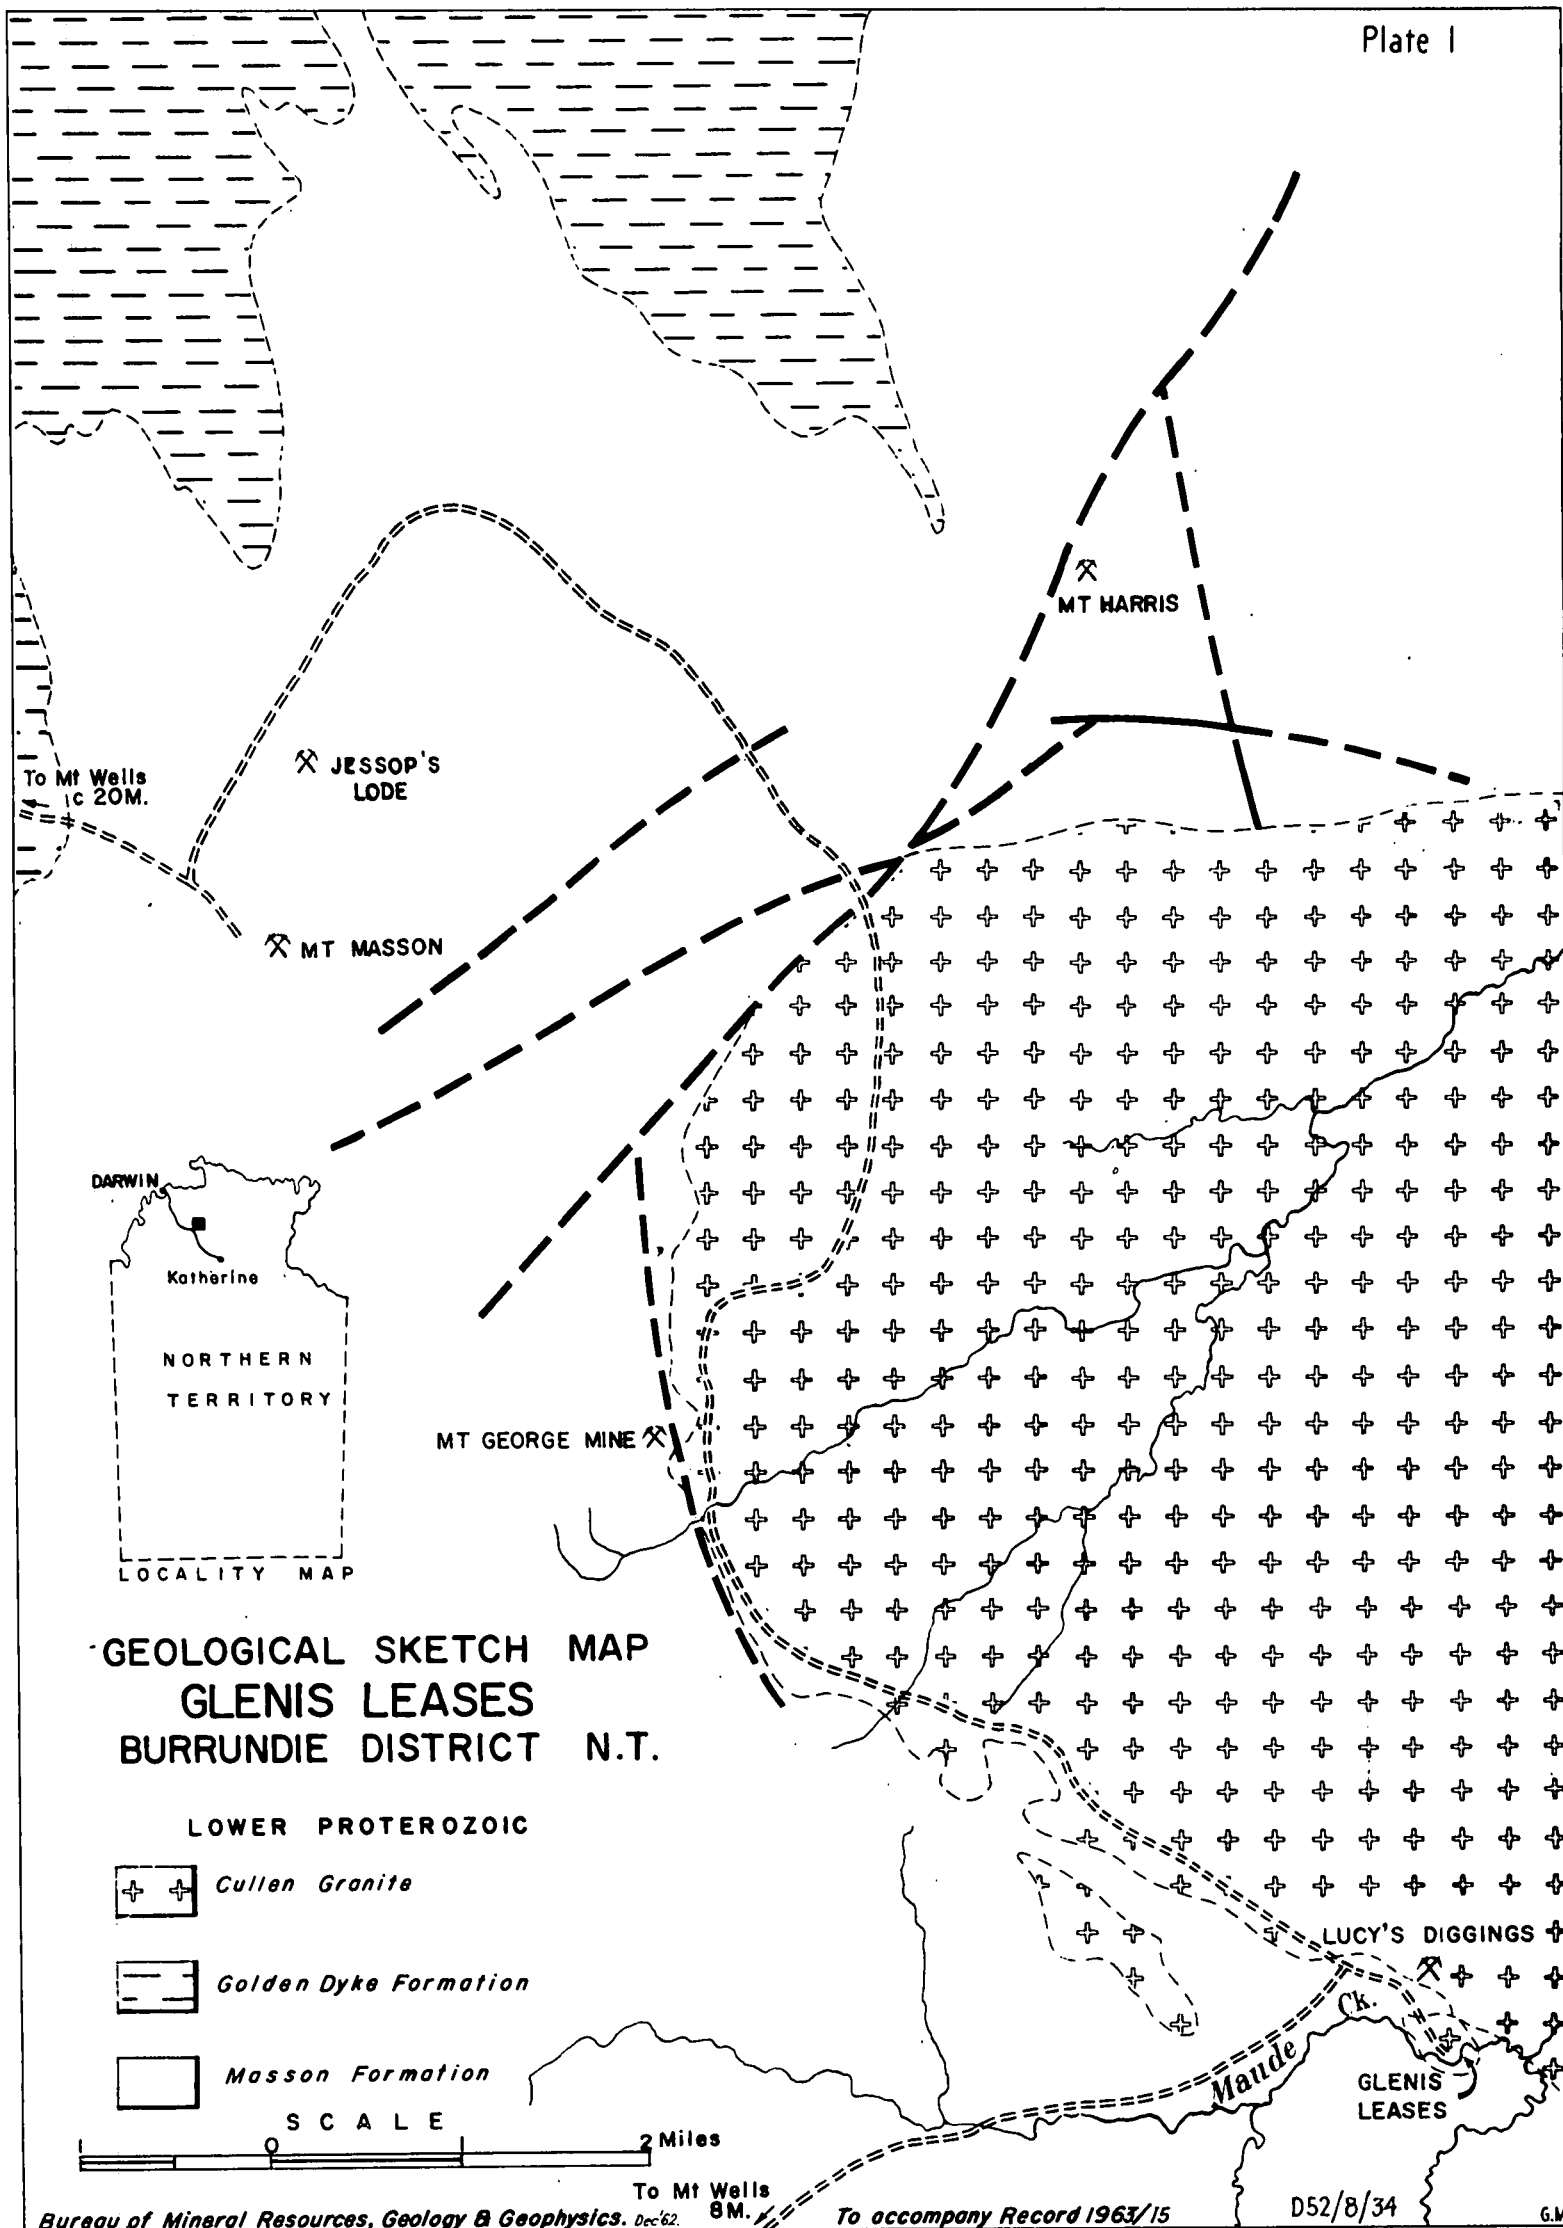 Plate 1
MT HARRIS
JESSOP'S
LODE
To Mt Wells
c 20M.
MT MASSON
DARWIN
Katherine
NORTHERN
TERRITORY
LOCALITY MAP
MT GEORGE MINE
GEOLOGICAL SKETCH MAP
GLENIS LEASES
BURRUNDIE DISTRICT N.T.
LOWER PROTEROZOIC
Cullen Granite
Golden Dyke Formation
Masson Formation
LUCY'S DIGGINGS
Maude Ck.
GLENIS
LEASES
SCALE
1 0 1 2 Miles
To Mt Wells
8M.
Bureau of Mineral Resources, Geology & Geophysics. Dec'62.
To accompany Record 1963/15
D52/8/34